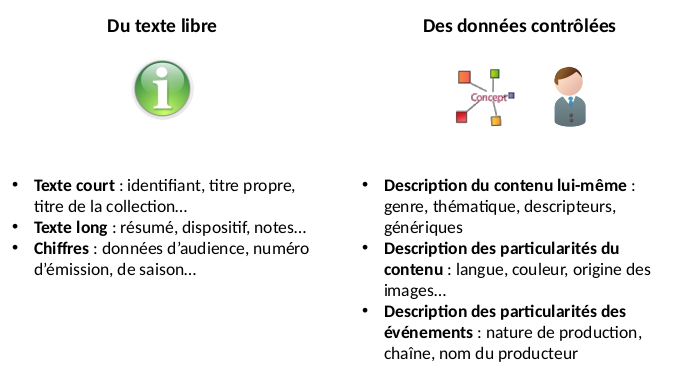 Du texte libre
Des données contrôlées
Concept
• Texte court : identifiant, titre propre,
titre de la collection…
• Texte long : résumé, dispositif, notes…
• Chiffres : données d’audience, numéro
d’émission, de saison…
• Description du contenu lui-même :
genre, thématique, descripteurs,
génériques
• Description des particularités du
contenu : langue, couleur, origine des
images…
• Description des particularités des
événements : nature de production,
chaîne, nom du producteur